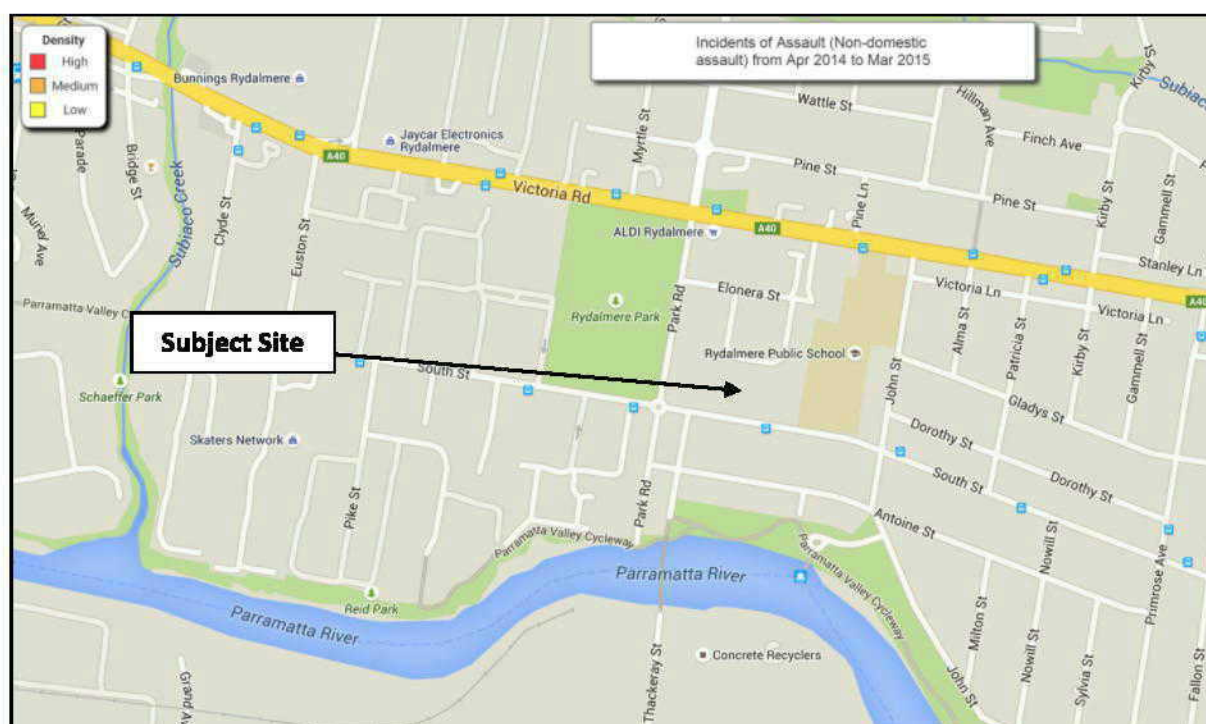 Density
High
Medium
Low
Incidents of Assault (Non-domestic
assault) from Apr 2014 to Mar 2015
Bunnings Rydalmere
Jaycar Electronics
Rydalmere
A40
Victoria Rd
Myrtle St
Wattle St
Hillman Ave
Kirby St
Subiaco
Finch Ave
Pine St
Pine St
Pine Ln
Kirby St
Gammell St
Stanley Ln
A40
ALDI Rydalmere
Parade
Bridge St
Muriel Ave
Subiaco Creek
Clyde St
Euston St
Elonera St
Victoria Ln
Victoria Ln
A40
Parramatta Valley C
Rydalmere Park
Park Rd
Subject Site
Rydalmere Public School
John St
Alma St
Patricia St
Kirby St
Gammell St
South St
Schaeffer Park
Gladys St
Skaters Network
Dorothy St
Dorothy St
South St
Pike St
Park Rd
Antoine St
Parramatta Valley Cycleway
Parramatta Valley Cycleway
Parramatta River
Reid Park
Parramatta River
Nowill St
Primrose Ave
Milton St
Nowill St
Sylvia St
Fallon St
John St
Thackeray St
Concrete Recyclers
Grand Av